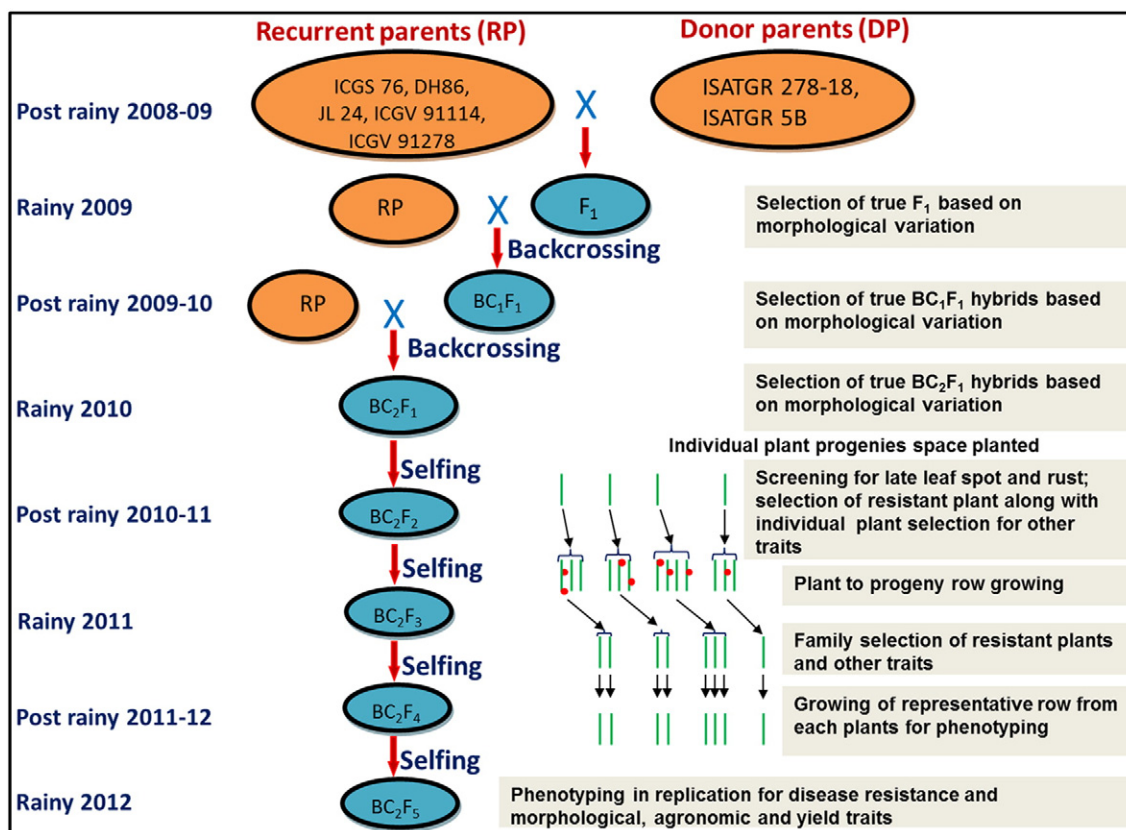 Recurrent parents (RP)
Donor parents (DP)
Post rainy 2008-09
ICGS 76, DH86,
JL 24, ICGV 91114,
ICGV 91278
X
ISATGR 278-18,
ISATGR 5B
Rainy 2009
RP
X
F₁
Selection of true F₁ based on
morphological variation
Backcrossing
Post rainy 2009-10
RP
X
BC₁F₁
Selection of true BC₁F₁ hybrids based
on morphological variation
Backcrossing
Rainy 2010
BC₂F₁
Selection of true BC₂F₁ hybrids based
on morphological variation
Individual plant progenies space planted
Selfing
Post rainy 2010-11
BC₂F₂
Screening for late leaf spot and rust;
selection of resistant plant along with
individual plant selection for other
traits
Selfing
Plant to progeny row growing
Rainy 2011
BC₂F₃
Family selection of resistant plants
and other traits
Selfing
Post rainy 2011-12
BC₂F₄
Growing of representative row from
each plants for phenotyping
Selfing
Rainy 2012
BC₂F₅
Phenotyping in replication for disease resistance and
morphological, agronomic and yield traits